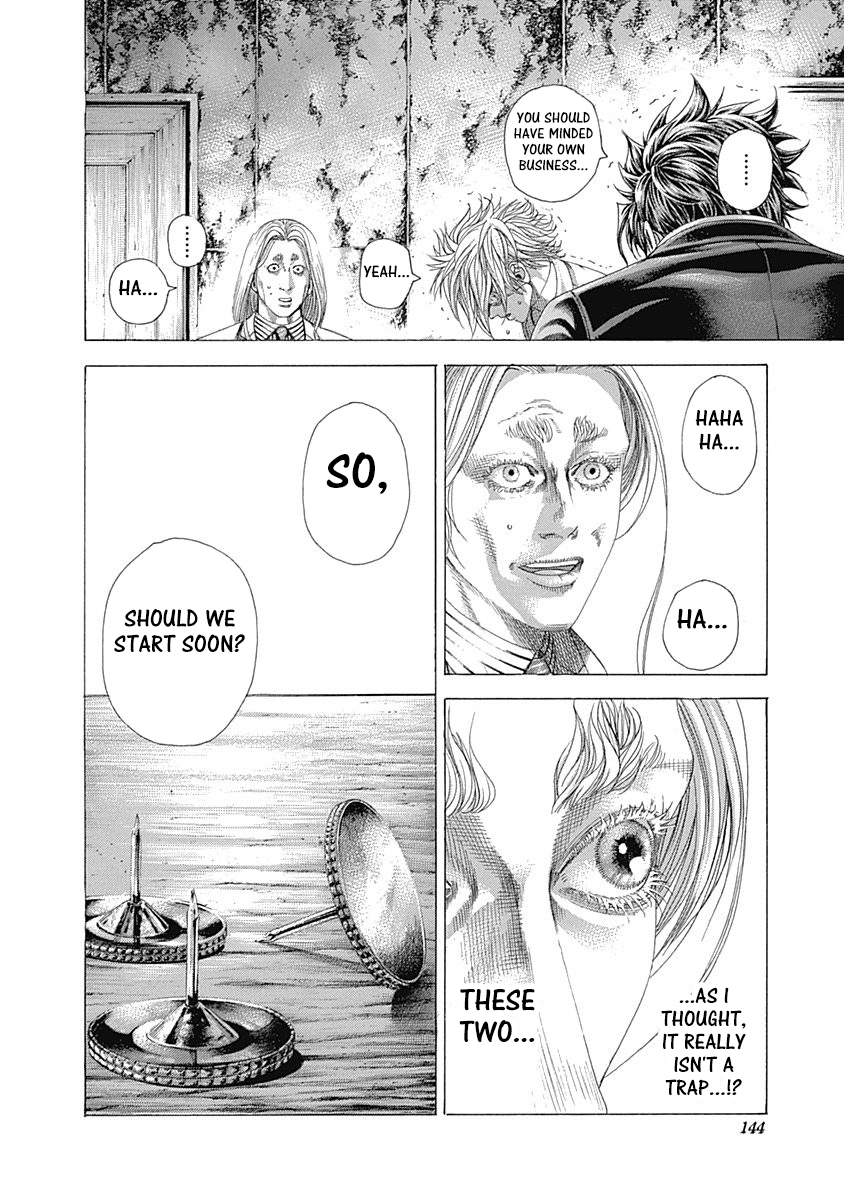 ......
YOU SHOULD
HAVE MINDED
YOUR OWN
BUSINESS...
YEAH...
......
HA...
HAHA
HA...
HA...
...AS I
THOUGHT,
IT REALLY
ISN'T A
TRAP...!?
THESE
TWO...
SO,
SHOULD WE
START SOON?
144